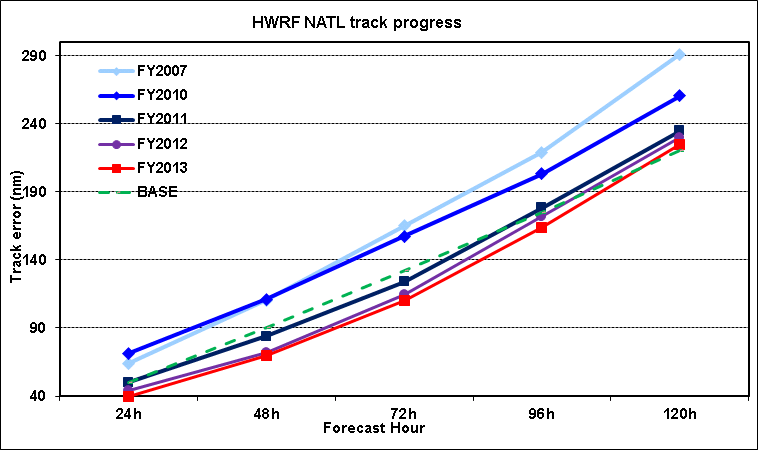 HWRF NATL track progress
290
240
190
140
90
40
Track error (nm)
FY2007
FY2010
FY2011
FY2012
FY2013
BASE
24h 48h 72h 96h 120h
Forecast Hour